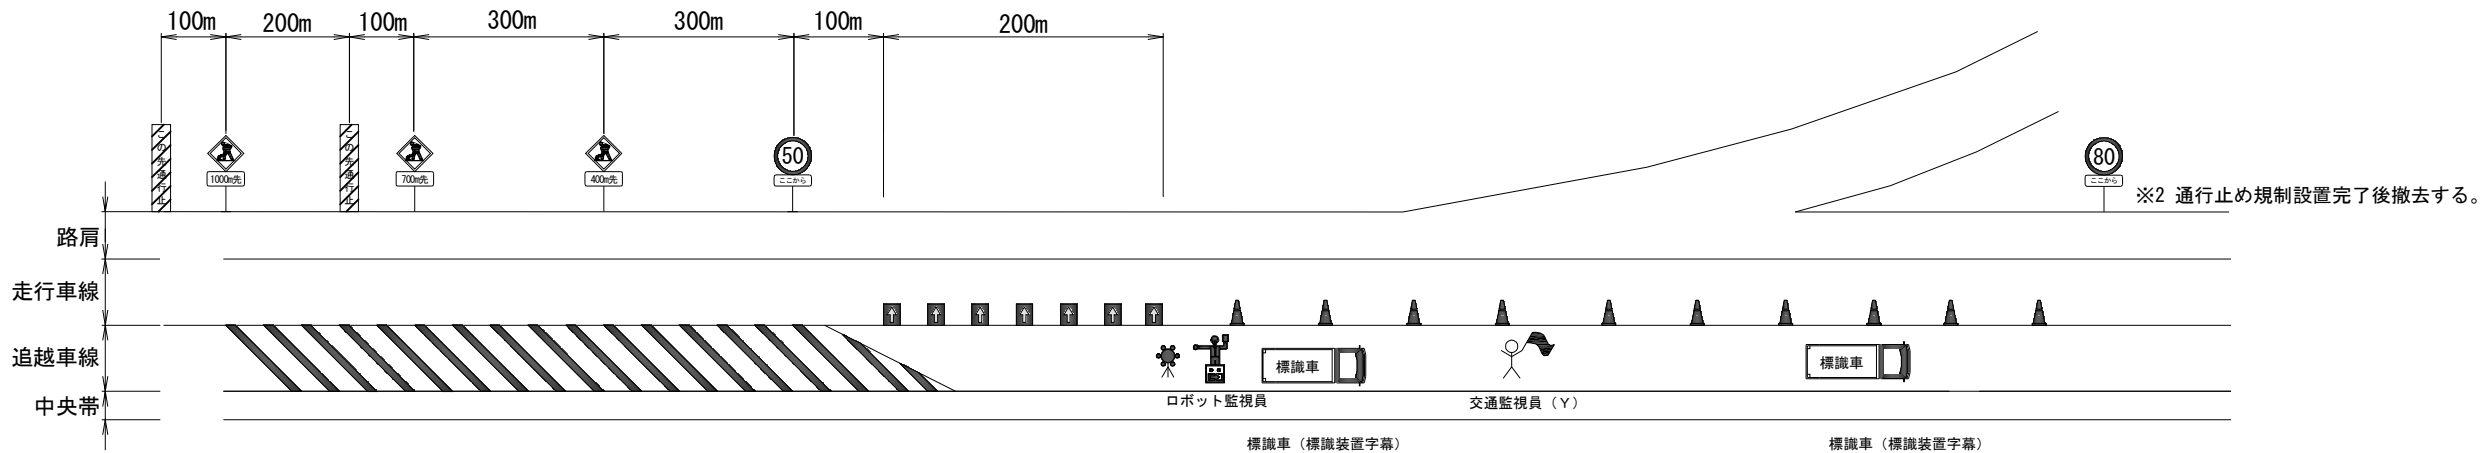 100m
200m
100m
300m
300m
100m
200m
この先通行止
1000m先
この先通行止
700m先
400m先
50
ここから
80
ここから
※2 通行止め規制設置完了後撤去する。
路肩
走行車線
追越車線
標識車
標識車
中央帯
ロボット監視員
交通監視員（Y）
標識車（標識装置字幕）
標識車（標識装置字幕）